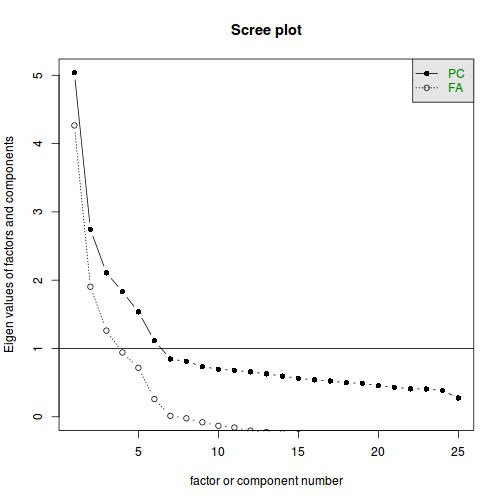 Scree plot
PC
FA
Eigen values of factors and components
5
4
3
2
1
0
5
10
15
20
25
factor or component number